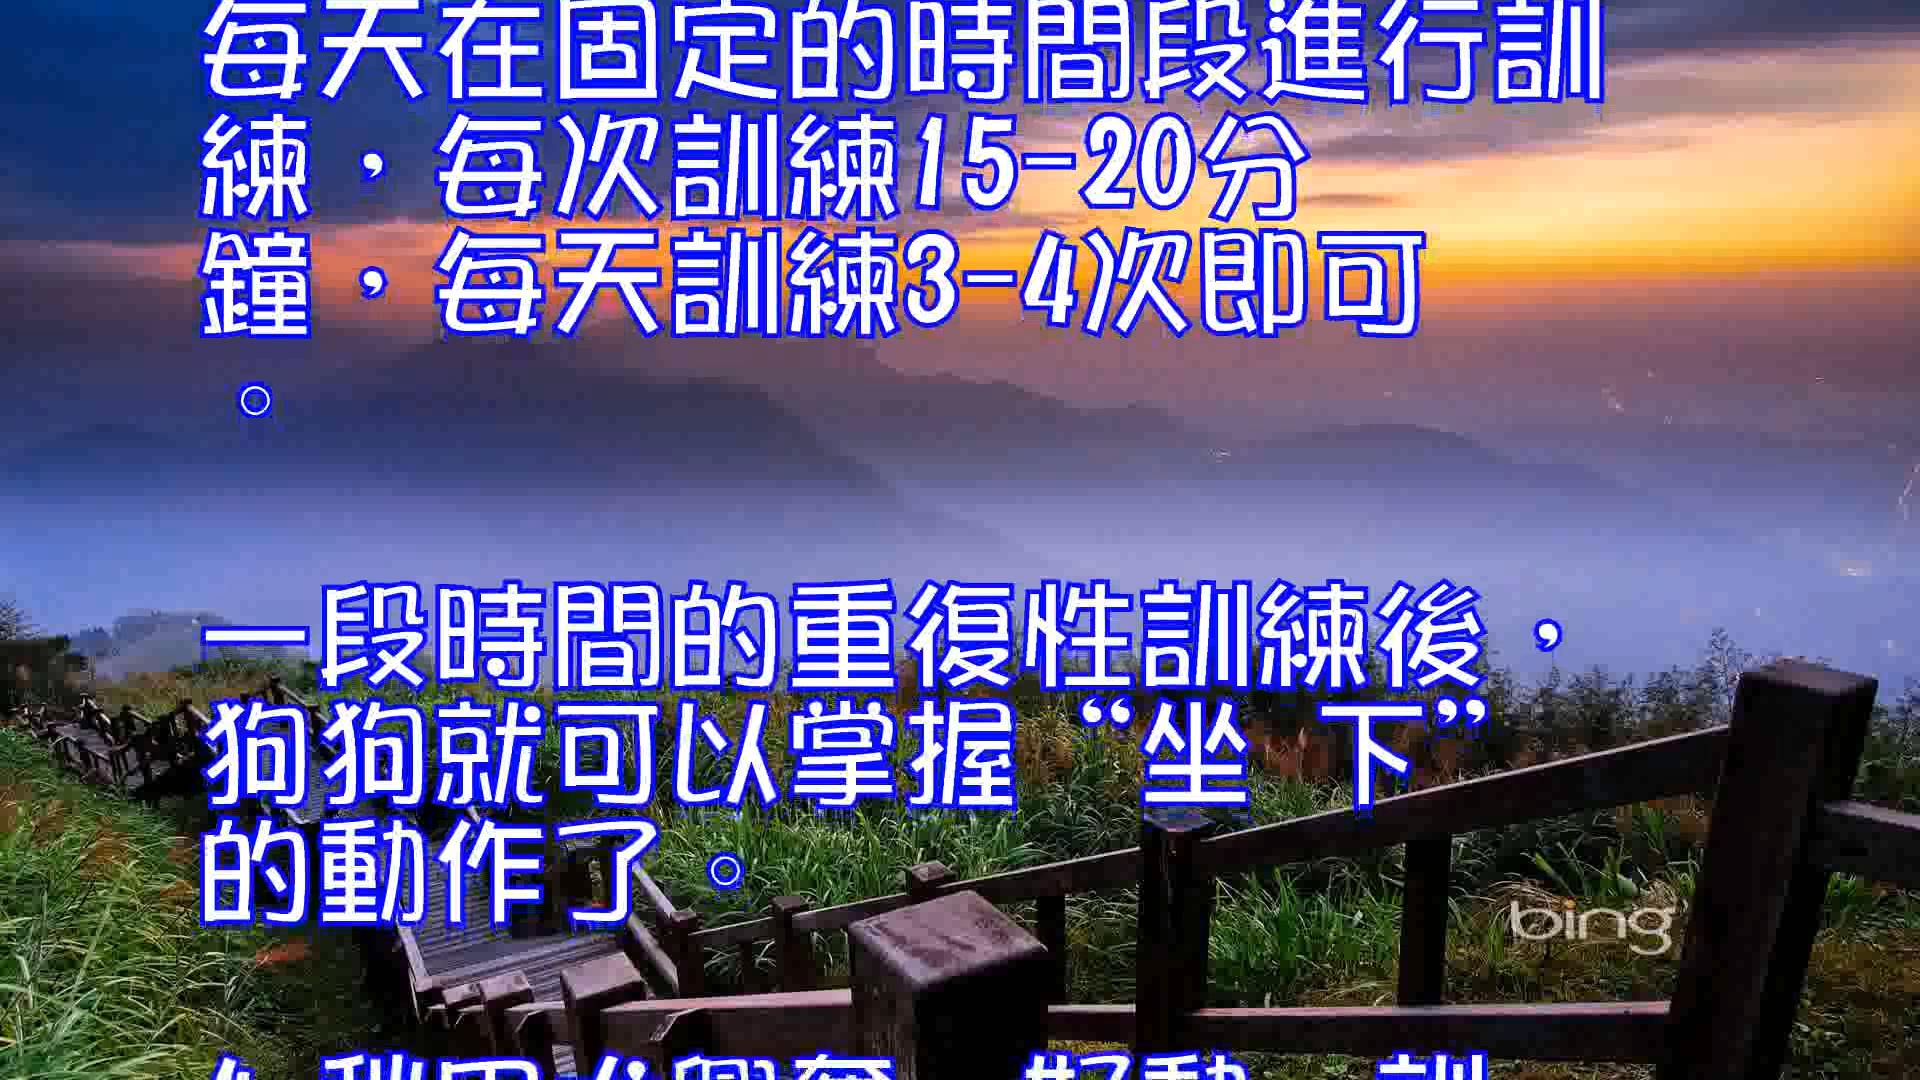 每天在固定的時間段進行訓
練，每次訓練15-20分
鐘，每天訓練3-4次即可
。
一段時間的重復性訓練後，
狗狗就可以掌握“坐 下”
的動作了。
bing